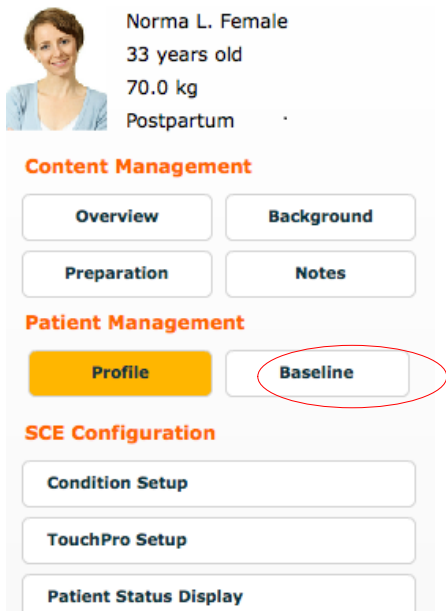 Norma L. Female
33 years old
70.0 kg
Postpartum
Content Management
Overview Background
Preparation Notes
Patient Management
Profile Baseline
SCE Configuration
Condition Setup
TouchPro Setup
Patient Status Display